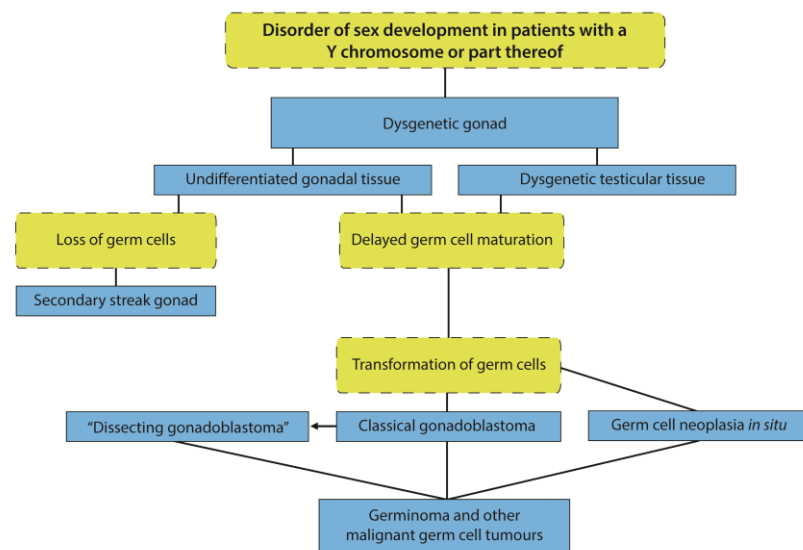 Disorder of sex development in patients with a
Y chromosome or part thereof
Dysgenetic gonad
Undifferentiated gonadal tissue
Dysgenetic testicular tissue
Loss of germ cells
Delayed germ cell maturation
Secondary streak gonad
Transformation of germ cells
“Dissecting gonadoblastoma”
Classical gonadoblastoma
Germ cell neoplasia in situ
Germinoma and other
malignant germ cell tumours